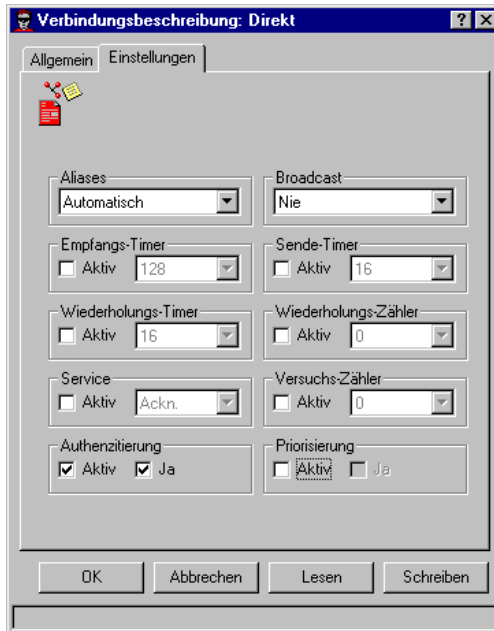 Verbindungsbeschreibung: Direkt
Allgemein Einstellungen
Aliases Broadcast
Automatisch Nie
Empfangs-Timer Sende-Timer
Aktiv 128 Aktiv 16
Wiederholungs-Timer Wiederholungs-Zähler
Aktiv 16 Aktiv 0
Service Versuchs-Zähler
Aktiv Ackn. Aktiv 0
Authenzitierung Priorisierung
Aktiv Ja Aktiv Ja
OK Abbrechen Lesen Schreiben